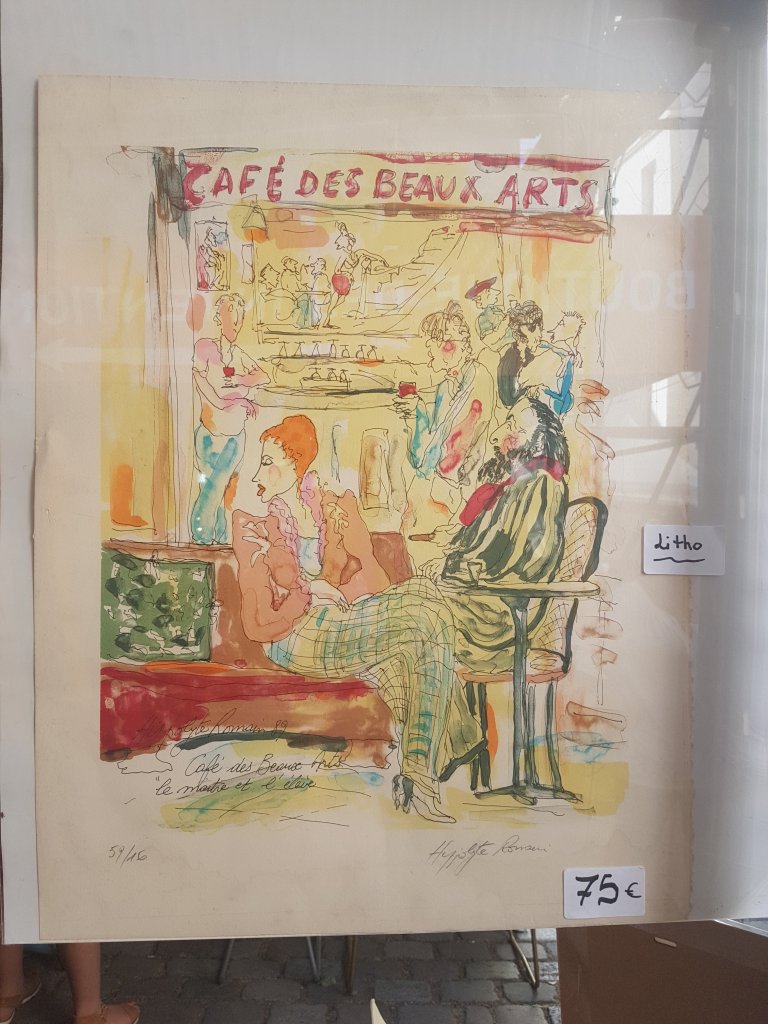 CAFÉ DES BEAUX ARTS
Litho
Hippolyte Romain 89
Café des Beaux Arts
"le maître et l'élève
59/150
Hippolyte Romain
75€